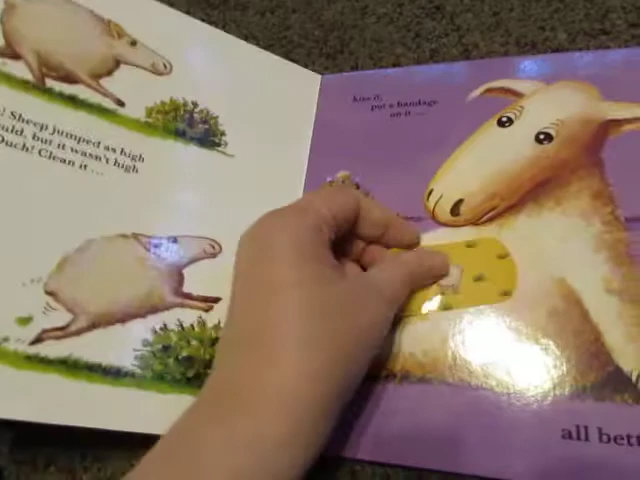 ! Sheep jumped as high
ould, but it wasn't high
Ouch! Clean it ...
kiss it,
put a bandage
on it ...
all bett